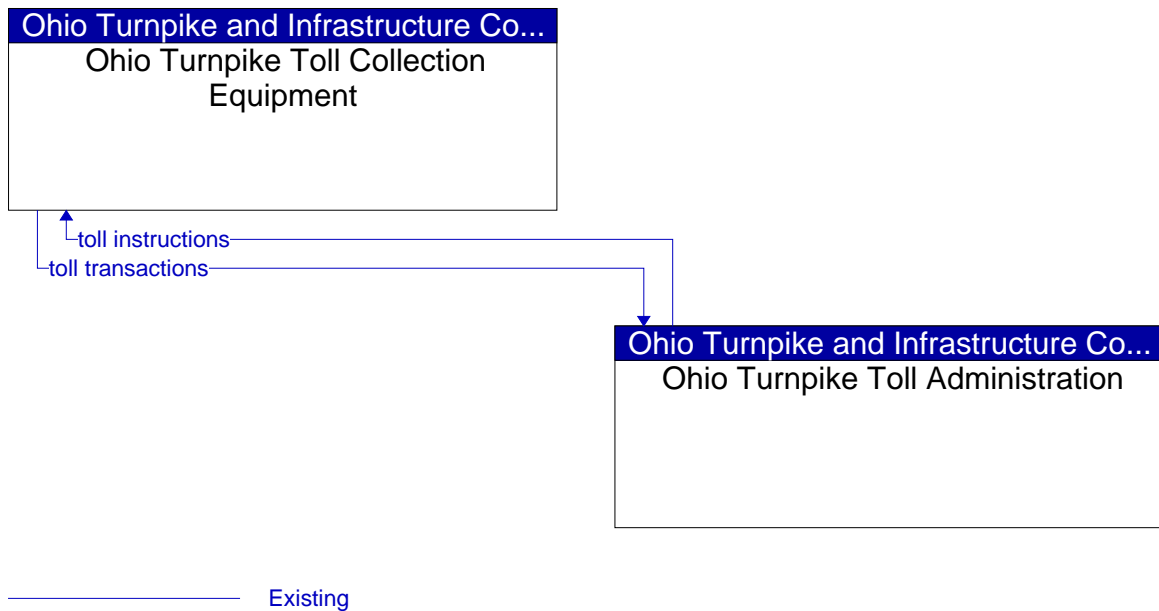 Ohio Turnpike and Infrastructure Co...
Ohio Turnpike Toll Collection
Equipment
toll instructions
toll transactions
Ohio Turnpike and Infrastructure Co...
Ohio Turnpike Toll Administration
Existing